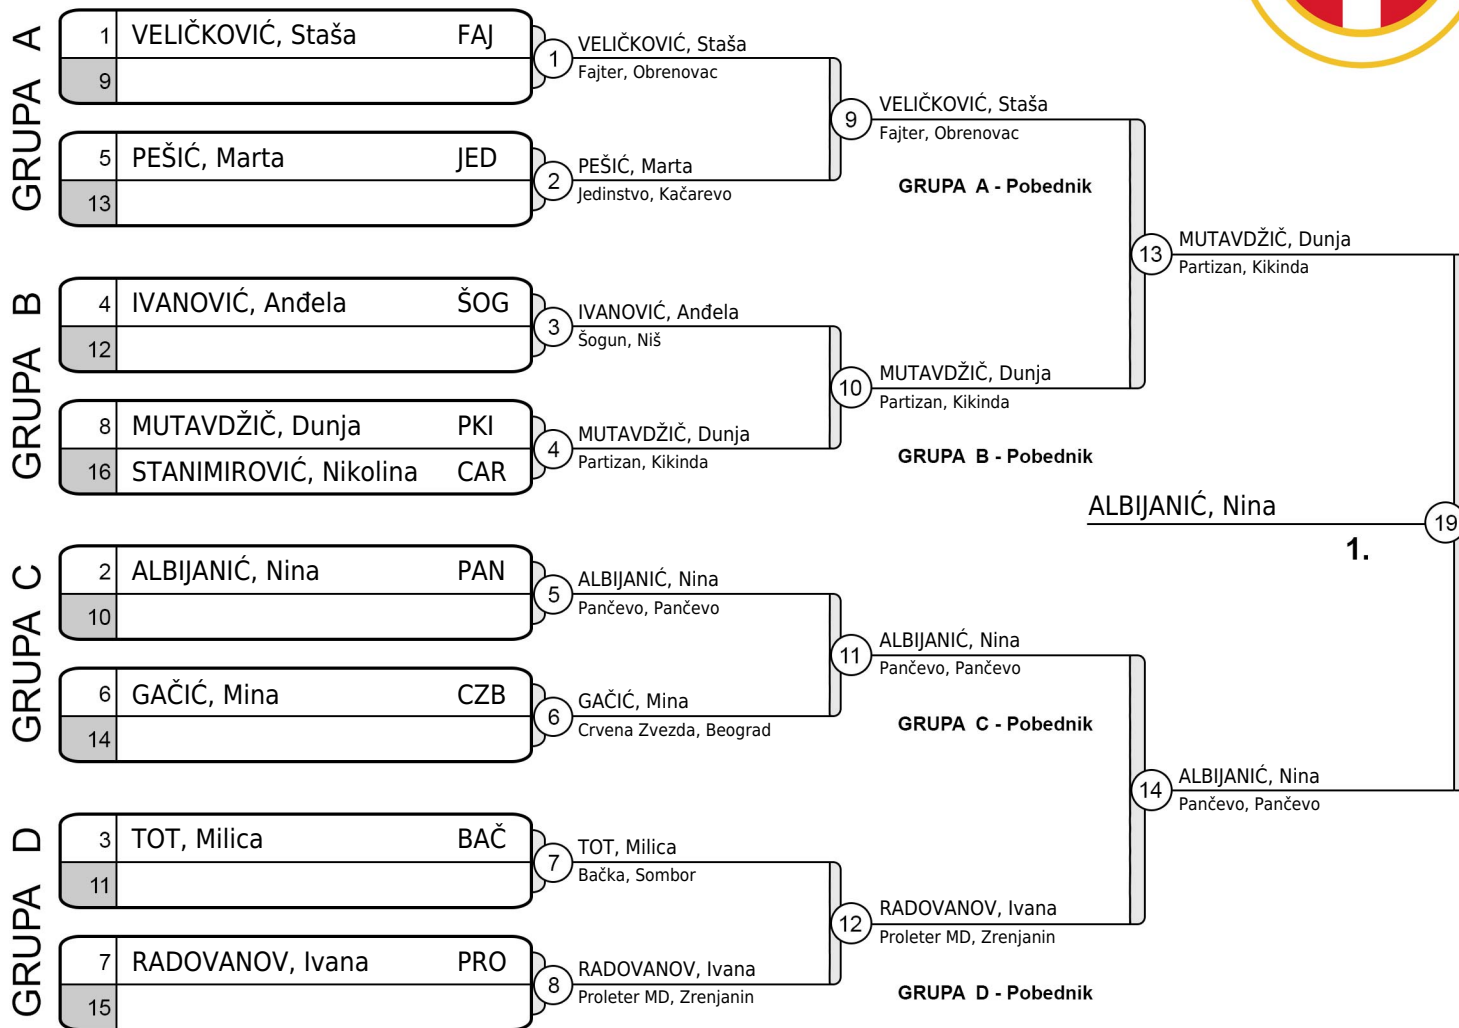 GRUPA A
1 VELIČKOVIĆ, Staša FAJ
9
5 PEŠIĆ, Marta JED
13
GRUPA B
4 IVANOVIĆ, Anđela ŠOG
12
8 MUTAVDŽIČ, Dunja PKI
16 STANIMIROVIĆ, Nikolina CAR
GRUPA C
2 ALBIJANIĆ, Nina PAN
10
6 GAČIĆ, Mina CZB
14
GRUPA D
3 TOT, Milica BAČ
11
7 RADOVANOV, Ivana PRO
15
1 VELIČKOVIĆ, Staša
Fajter, Obrenovac
2 PEŠIĆ, Marta
Jedinstvo, Kačarevo
3 IVANOVIĆ, Anđela
Šogun, Niš
4 MUTAVDŽIČ, Dunja
Partizan, Kikinda
5 ALBIJANIĆ, Nina
Pančevo, Pančevo
6 GAČIĆ, Mina
Crvena Zvezda, Beograd
7 TOT, Milica
Bačka, Sombor
8 RADOVANOV, Ivana
Proleter MD, Zrenjanin
9 VELIČKOVIĆ, Staša
Fajter, Obrenovac
GRUPA A - Pobednik
10 MUTAVDŽIČ, Dunja
Partizan, Kikinda
GRUPA B - Pobednik
11 ALBIJANIĆ, Nina
Pančevo, Pančevo
GRUPA C - Pobednik
12 RADOVANOV, Ivana
Proleter MD, Zrenjanin
GRUPA D - Pobednik
13 MUTAVDŽIČ, Dunja
Partizan, Kikinda
14 ALBIJANIĆ, Nina
Pančevo, Pančevo
ALBIJANIĆ, Nina 19
1.